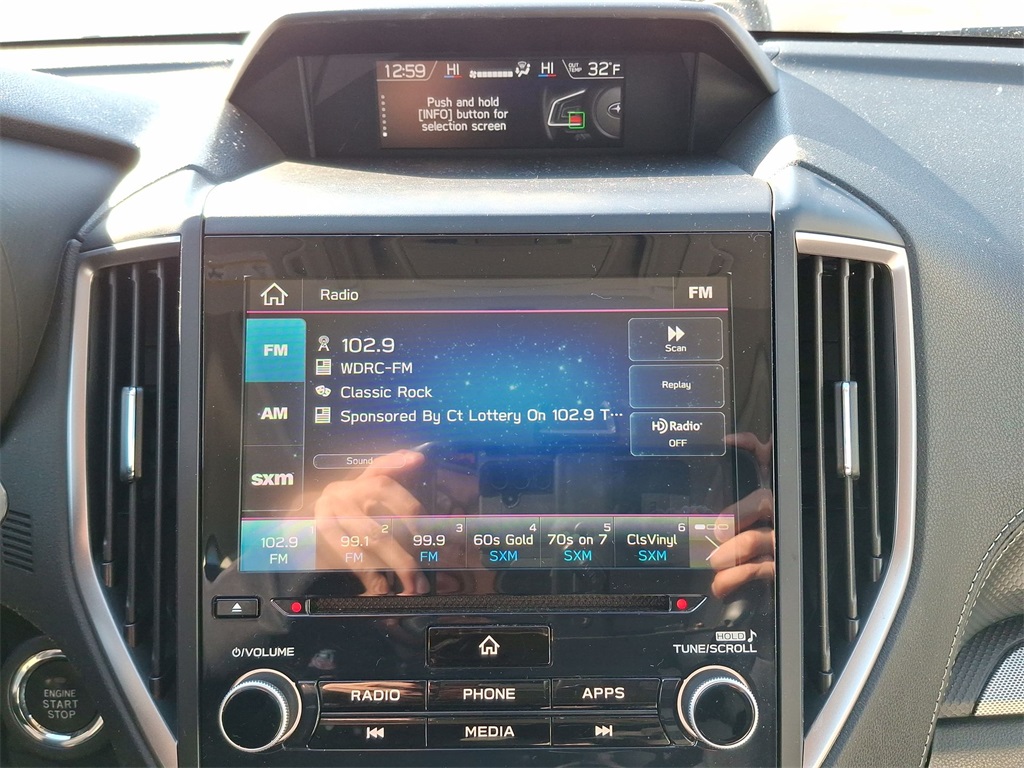 12:59 HI HI OUT TEMP 32°F
Push and hold
[INFO] button for
selection screen
Radio FM
FM
AM
sxm
102.9
WDRC-FM
Classic Rock
Sponsored By Ct Lottery On 102.9 T···
Sound
Scan
Replay
HD Radio
OFF
1 2 3 4 5 6
102.9 99.1 99.9 60s Gold 70s on 7 ClsVinyl
FM FM FM SXM SXM SXM
VOLUME
HOLD
TUNE/SCROLL
RADIO PHONE APPS
MEDIA
ENGINE
START
STOP